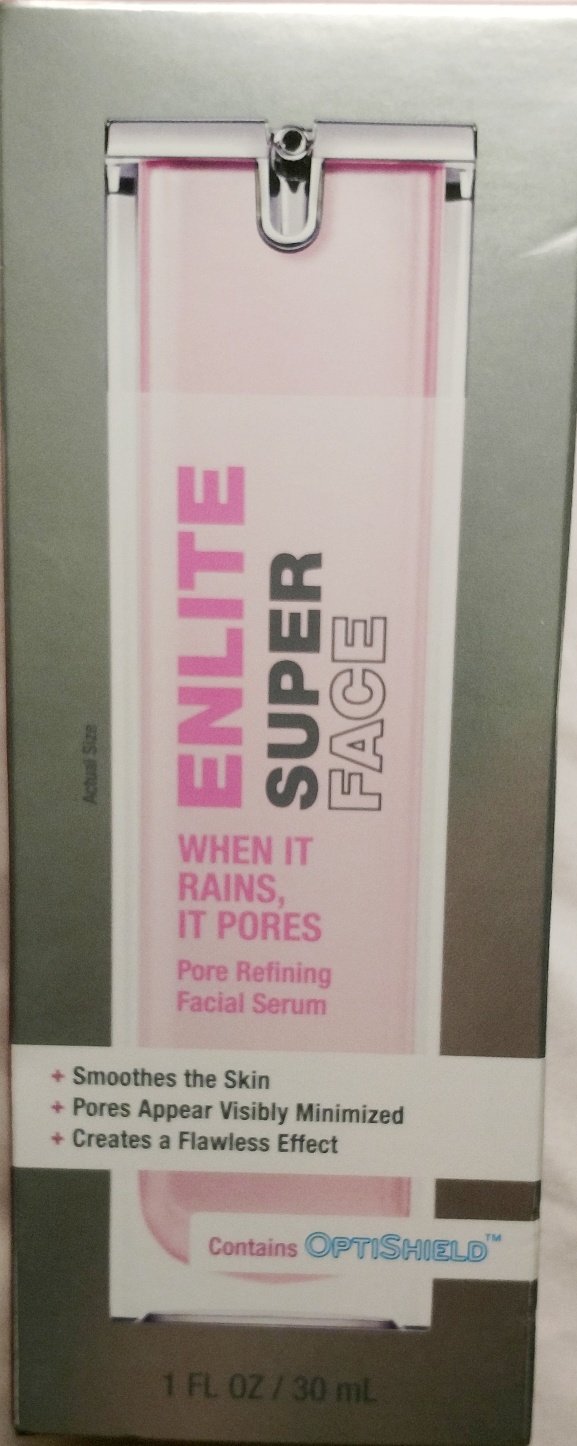 ENLITE
SUPER
FACE
Actual Size
WHEN IT
RAINS,
IT PORES
Pore Refining
Facial Serum
+ Smoothes the Skin
+ Pores Appear Visibly Minimized
+ Creates a Flawless Effect
Contains OPTISHIELD™
1 FL OZ / 30 mL